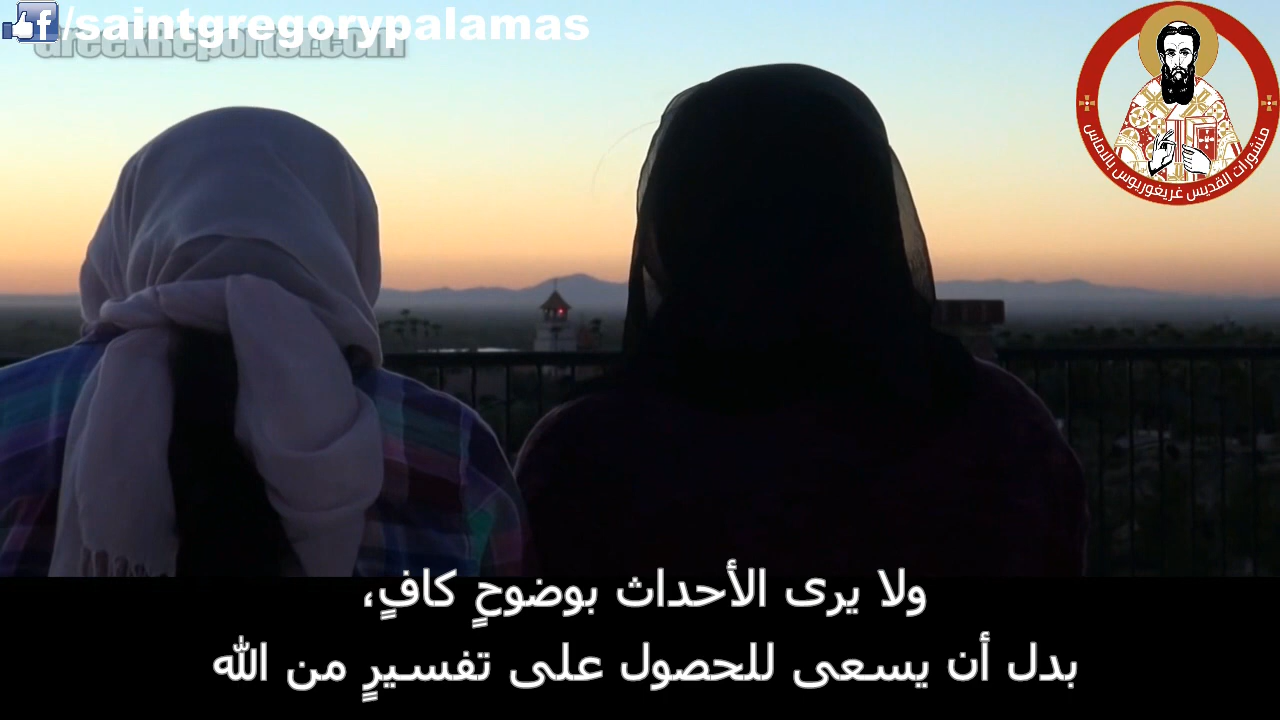 /saintgregorypalamas
GreekReporter.com
منشورات القديس غريغوريوس بالاماس
ولا يرى الأحداث بوضوحٍ كافٍ،
بدل أن يسعى للحصول على تفسيرٍ من الله